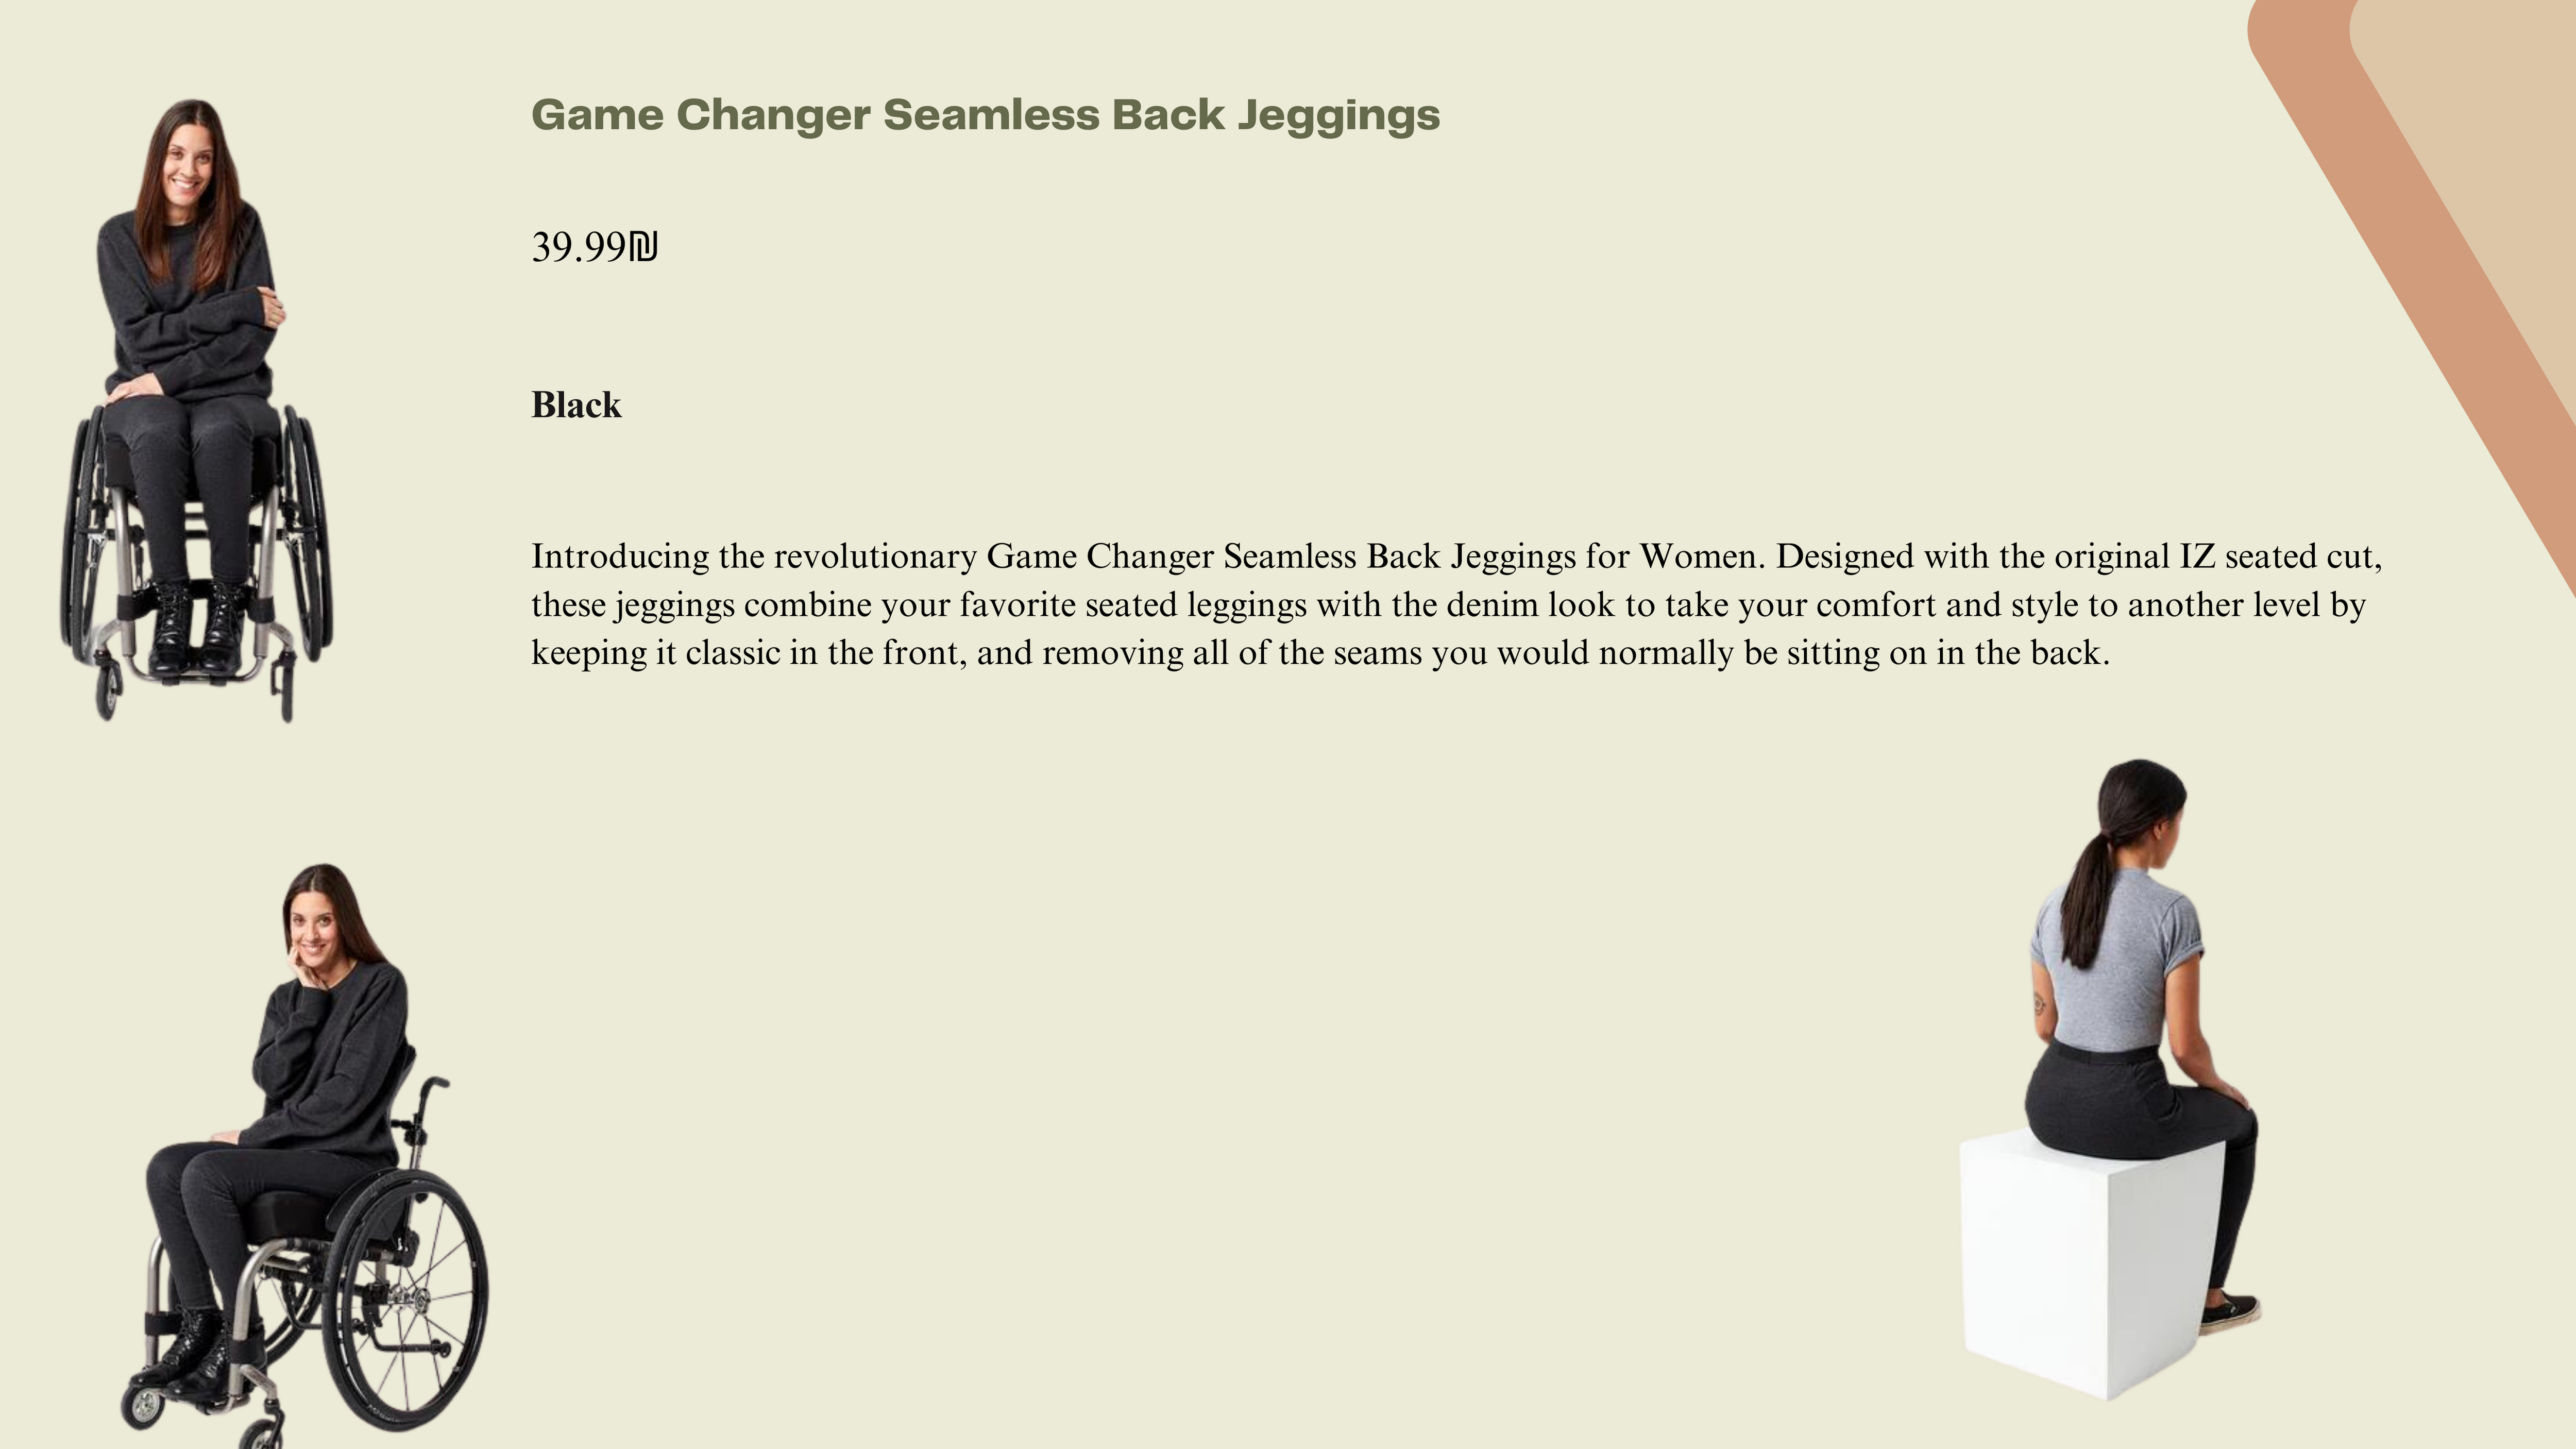 Game Changer Seamless Back Jeggings
39.99₪
Black
Introducing the revolutionary Game Changer Seamless Back Jeggings for Women. Designed with the original IZ seated cut,
these jeggings combine your favorite seated leggings with the denim look to take your comfort and style to another level by
keeping it classic in the front, and removing all of the seams you would normally be sitting on in the back.